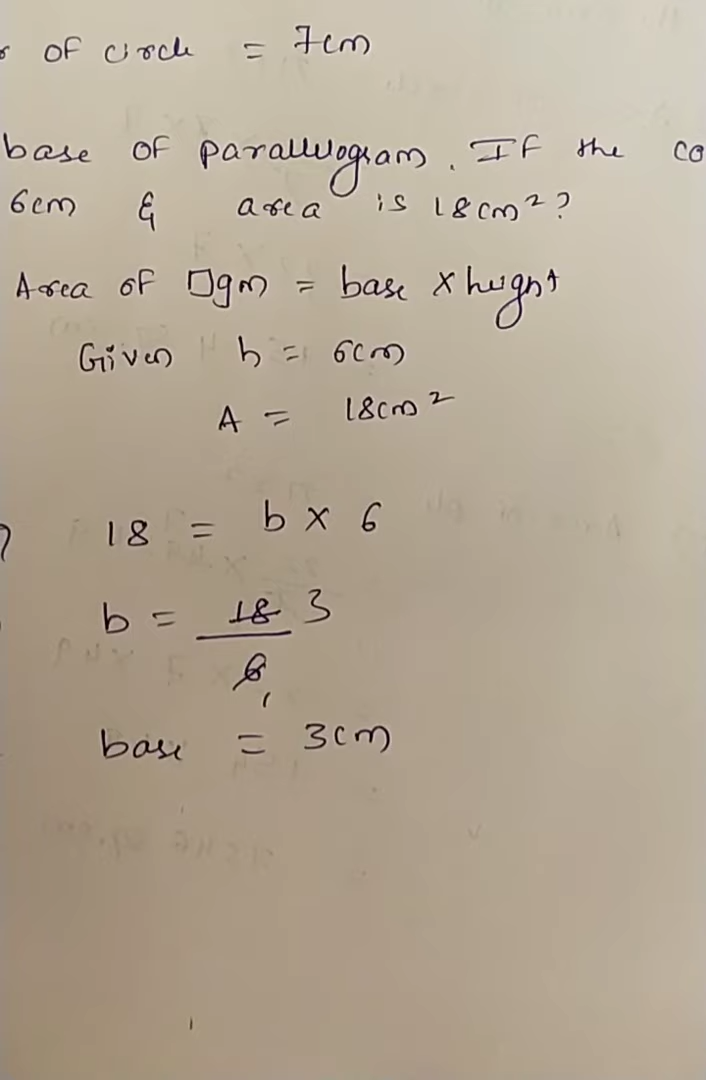 of circle = 7cm
base of parallelogram. If the co
6cm & area is 18cm²?
Area of ▱gm = base x height
Given h = 6cm
A = 18cm²
18 = b x 6
b = 18 3
6 1
base = 3cm